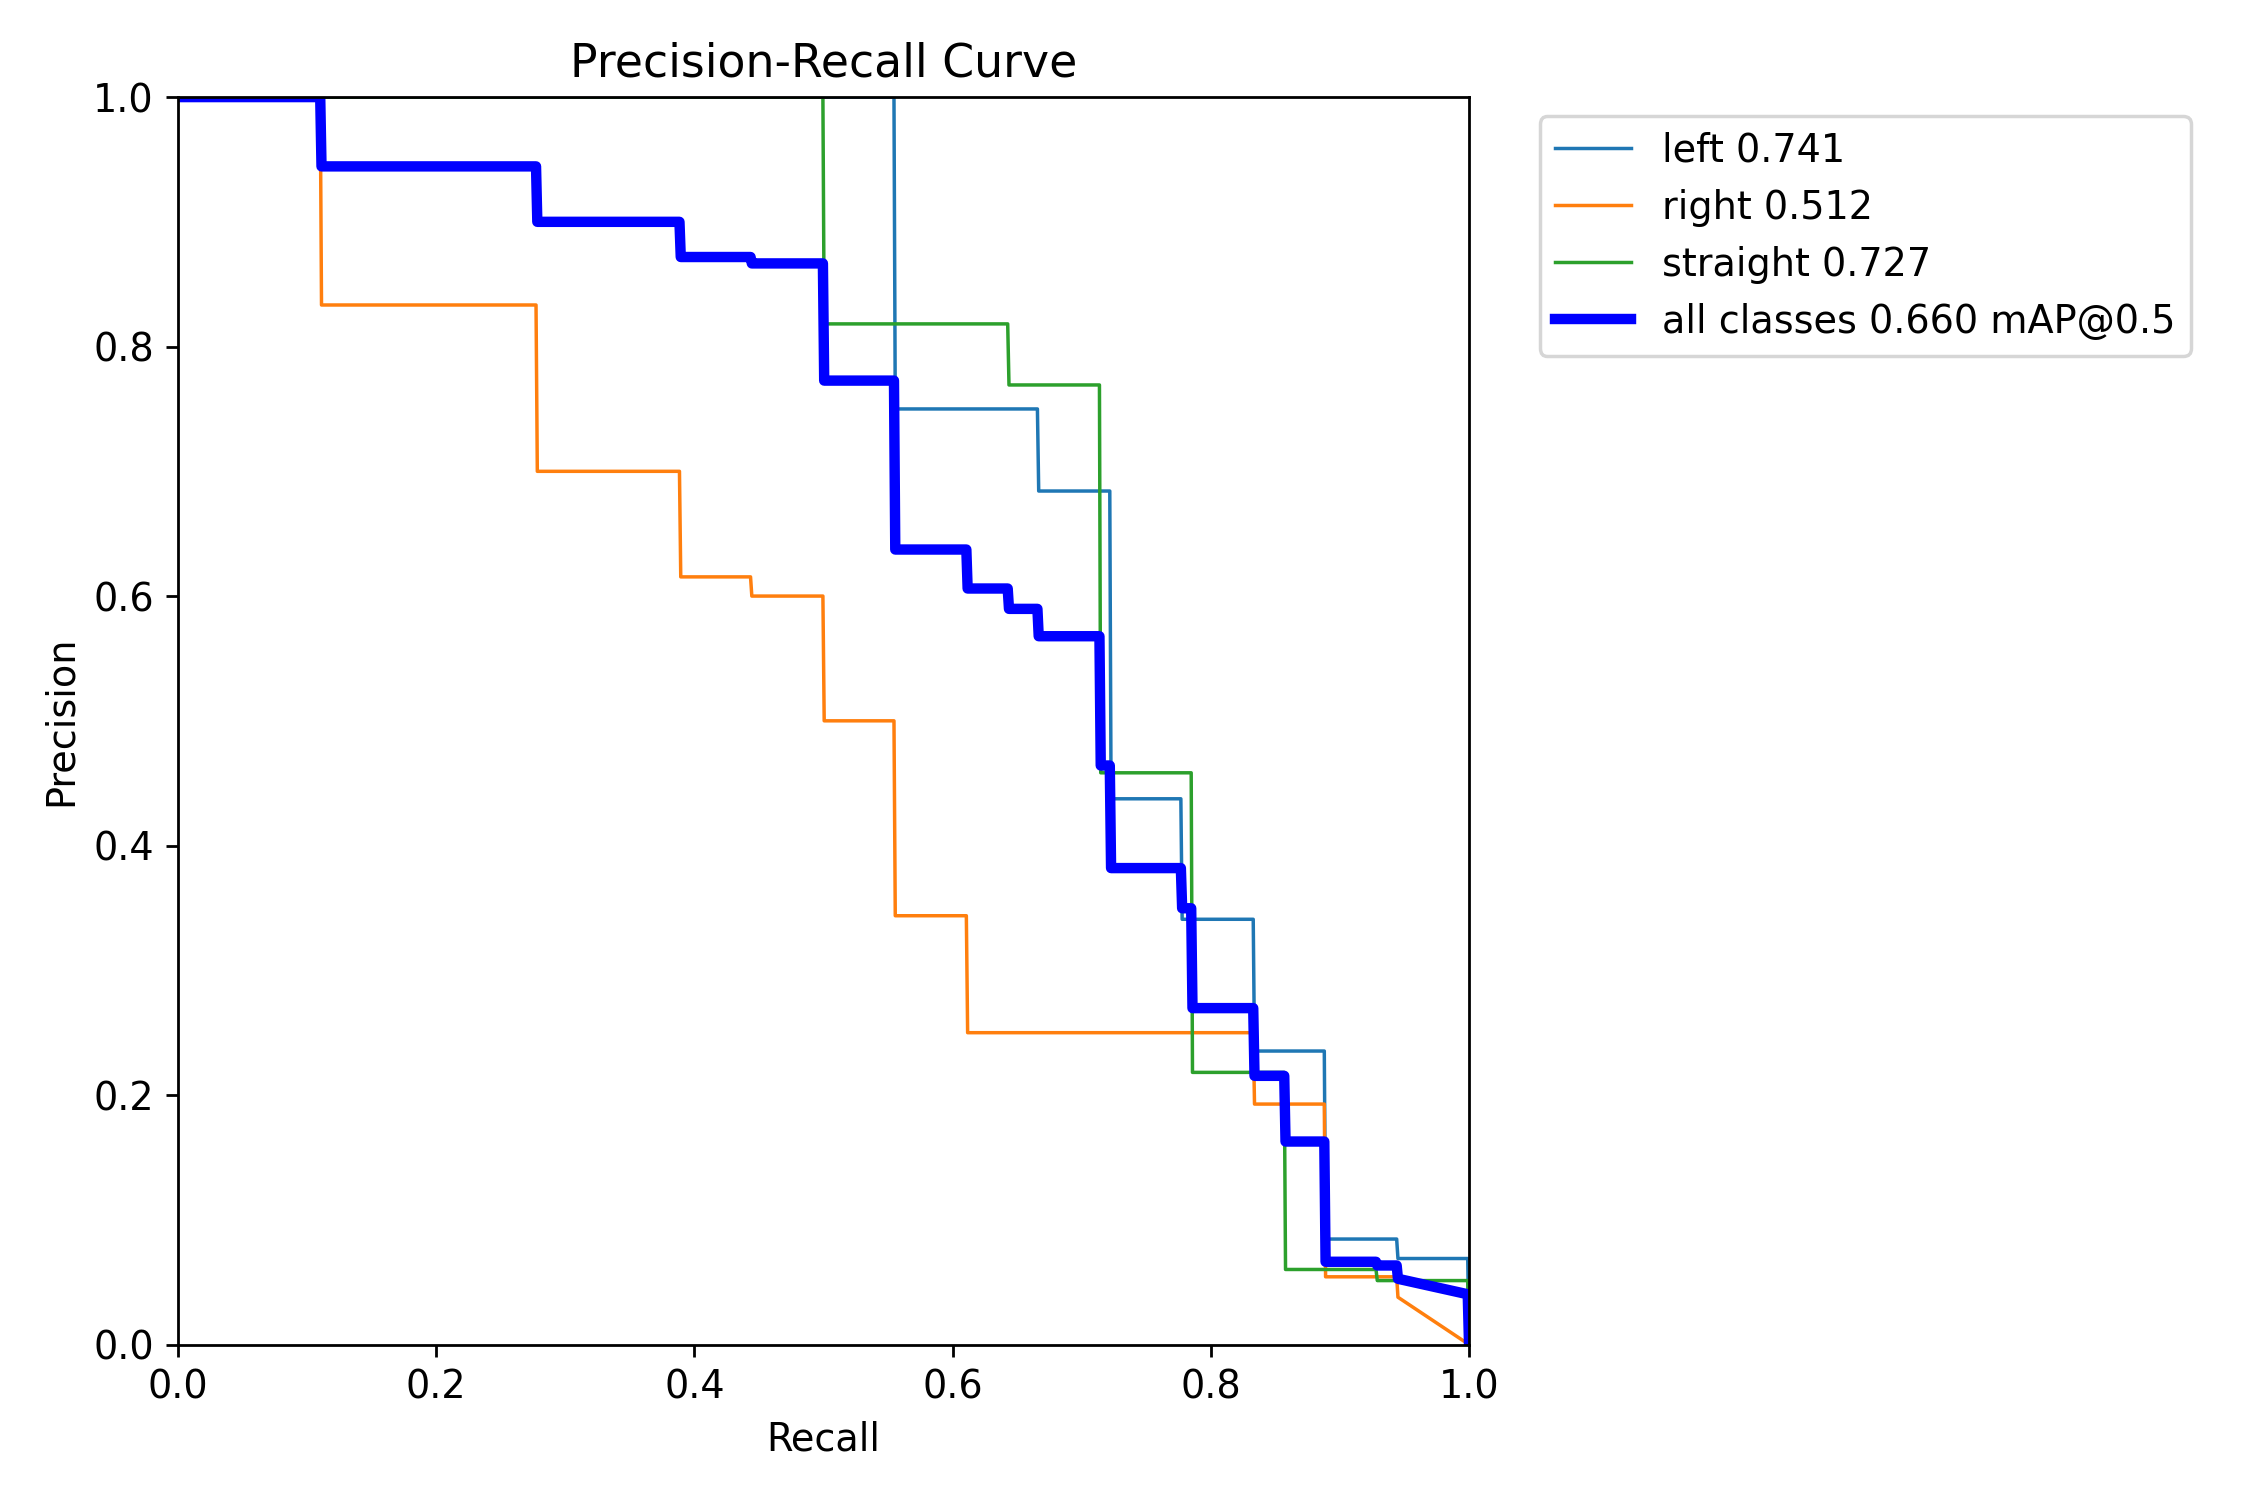 Precision-Recall Curve
1.0
0.8
0.6
0.4
0.2
0.0
Precision
0.0 0.2 0.4 0.6 0.8 1.0
Recall
left 0.741
right 0.512
straight 0.727
all classes 0.660 mAP@0.5